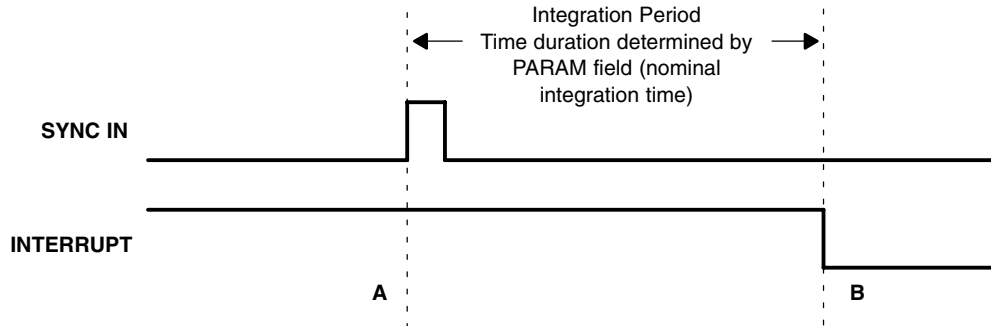 Integration Period
Time duration determined by
PARAM field (nominal
integration time)
SYNC IN
INTERRUPT
A
B